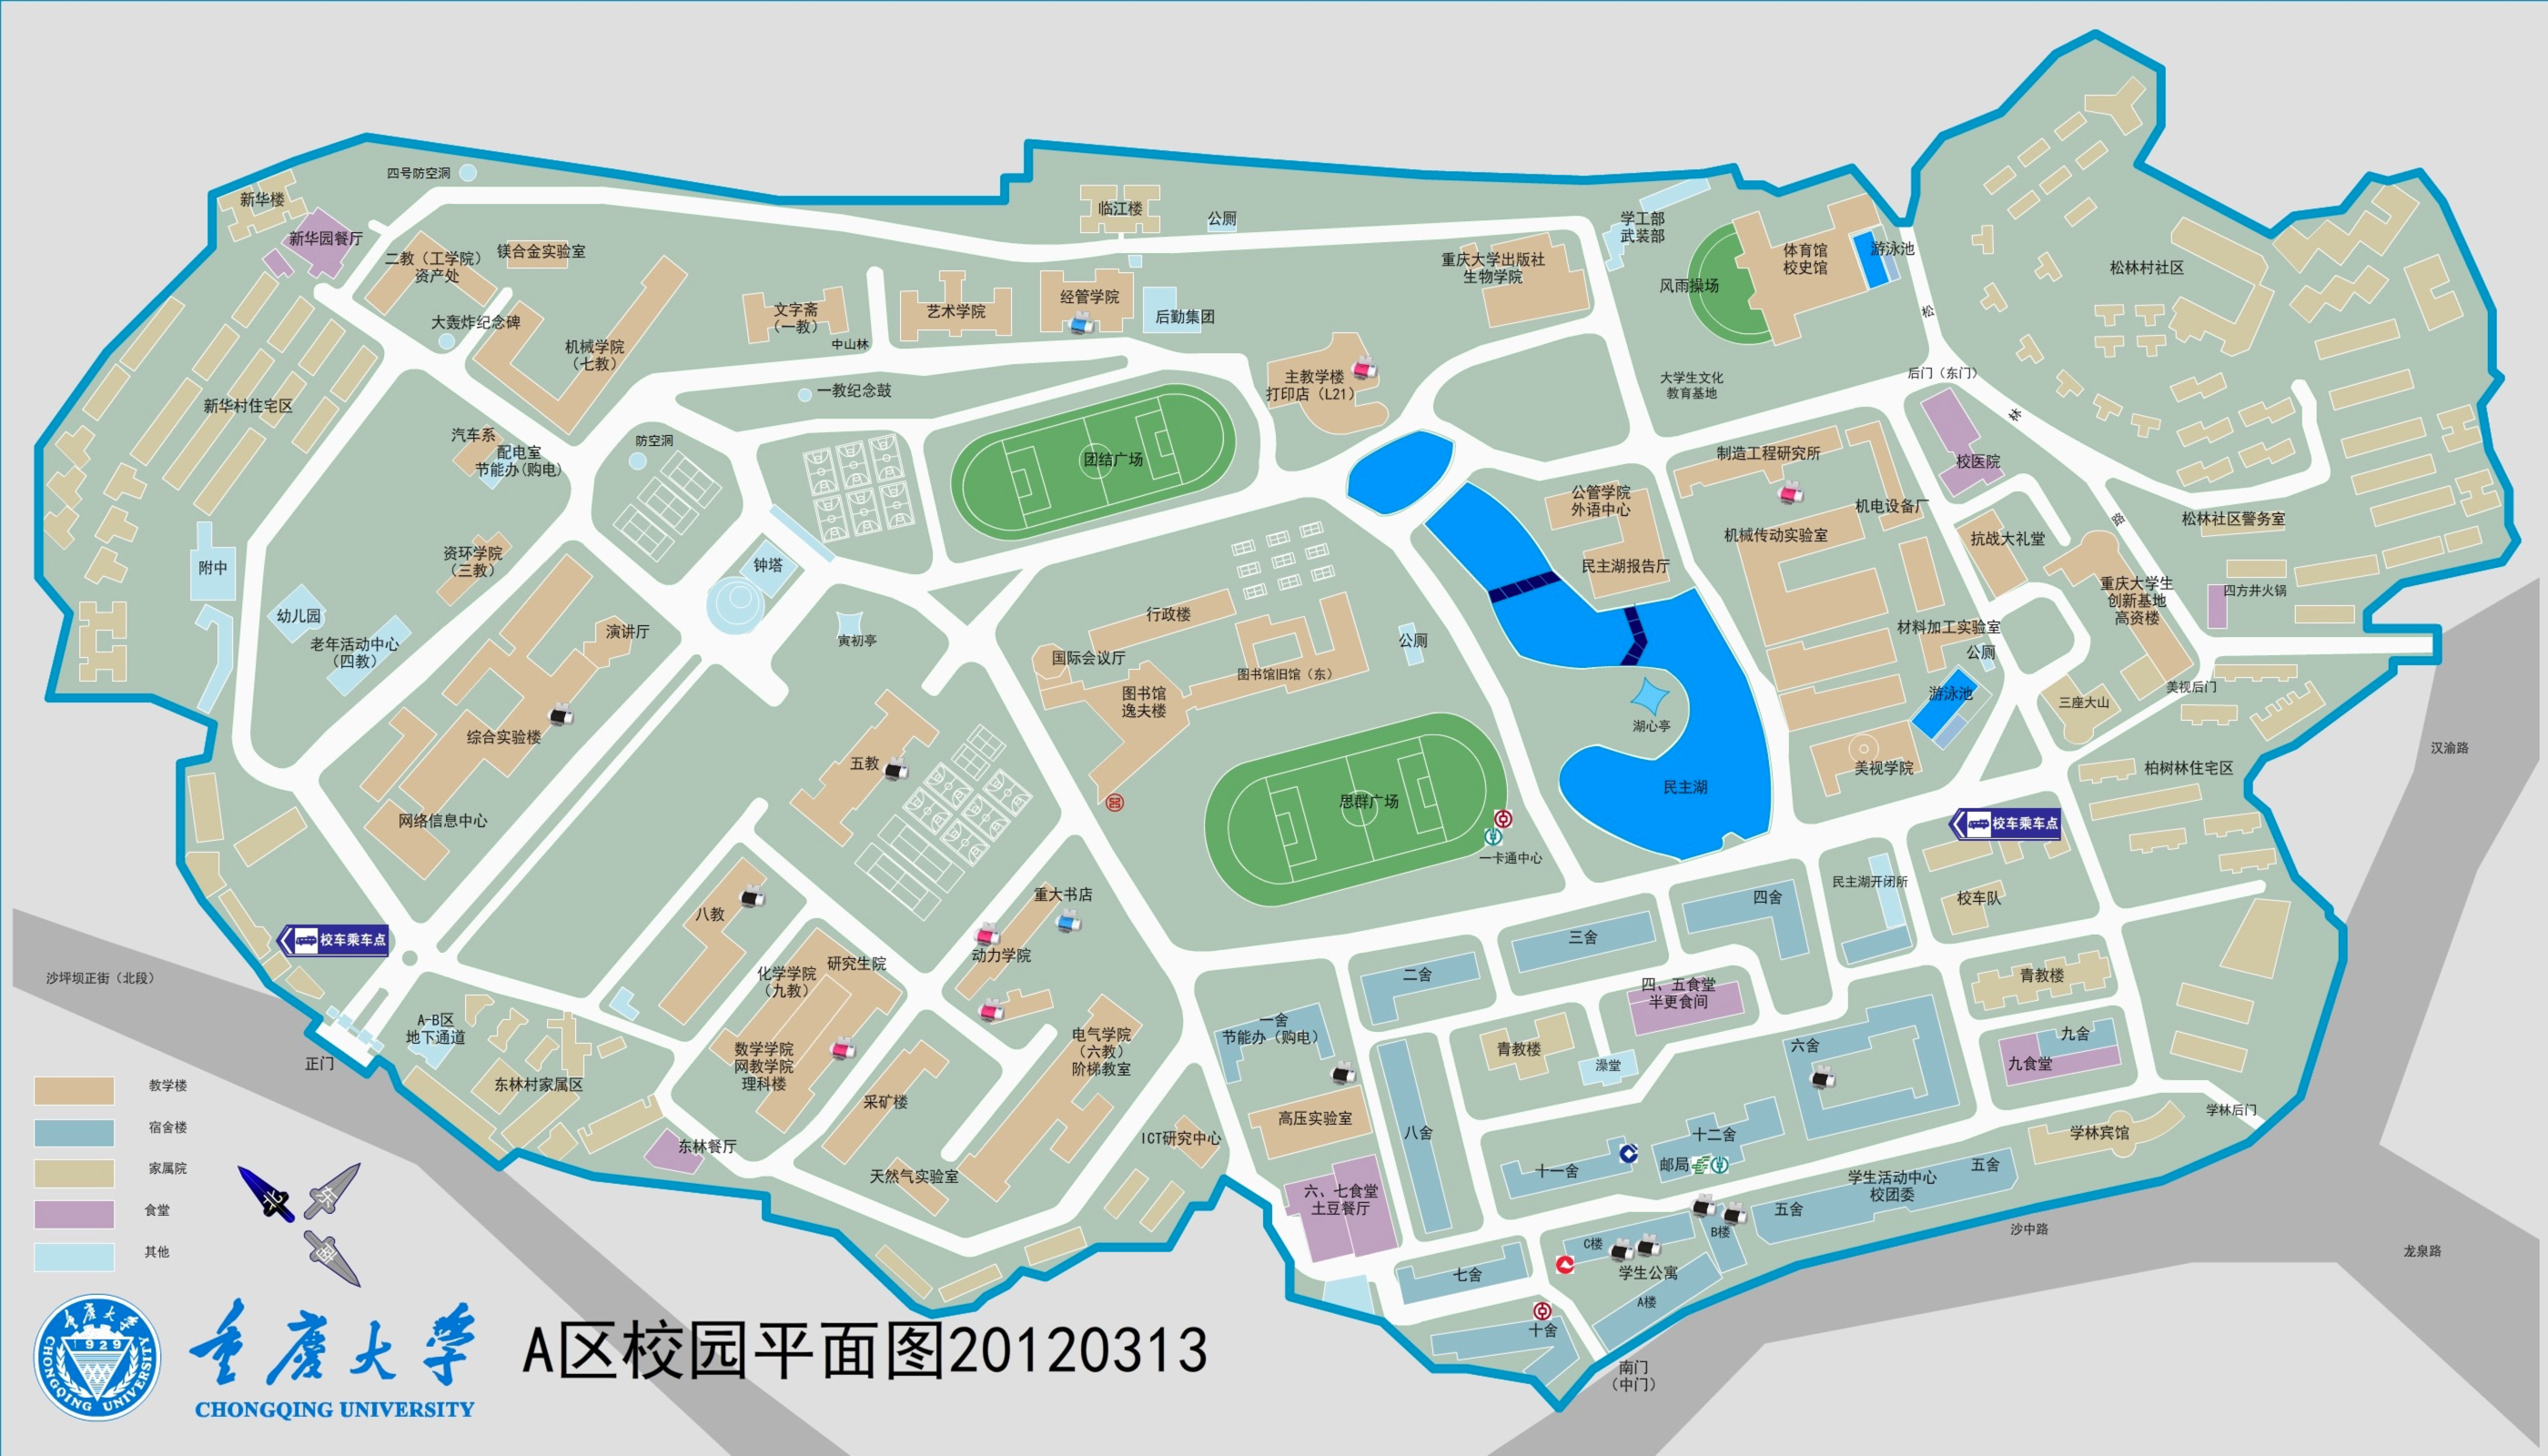 四号防空洞
新华楼
新华园餐厅
二教（工学院）
资产处
镁合金实验室
大轰炸纪念碑
机械学院
（七教）
文字斋
（一教）
中山林
艺术学院
临江楼
公厕
经管学院
后勤集团
一教纪念鼓
主教学楼
打印店（L21）
重庆大学出版社
生物学院
学工部
武装部
风雨操场
体育馆
校史馆
游泳池
松林村社区
大学生文化
教育基地
后门（东门）
松
林
路
新华村住宅区
汽车系
配电室
节能办(购电)
防空洞
团结广场
制造工程研究所
校医院
公管学院
外语中心
机电设备厂
机械传动实验室
抗战大礼堂
松林社区警务室
民主湖报告厅
附中
资环学院
（三教）
钟塔
幼儿园
老年活动中心
（四教）
演讲厅
寅初亭
行政楼
国际会议厅
图书馆
逸夫楼
图书馆旧馆（东）
公厕
湖心亭
重庆大学生
创新基地
高资楼
四方井火锅
材料加工实验室
公厕
游泳池
三座大山
美视后门
综合实验楼
五教
网络信息中心
思群广场
民主湖
美视学院
柏树林住宅区
汉渝路
一卡通中心
校车乘车点
八教
重大书店
动力学院
四舍
民主湖开闭所
校车队
三舍
二舍
校车乘车点
沙坪坝正街（北段）
化学学院
（九教）
研究生院
四、五食堂
半更食间
青教楼
A-B区
地下通道
正门
一舍
节能办（购电）
青教楼
澡堂
六舍
九舍
九食堂
数学学院
网教学院
理科楼
电气学院
（六教）
阶梯教室
东林村家属区
采矿楼
高压实验室
八舍
十二舍
学林后门
学林宾馆
东林餐厅
ICT研究中心
天然气实验室
十一舍
邮局
六、七食堂
土豆餐厅
学生活动中心
校团委
五舍
五舍
沙中路
龙泉路
B楼
C楼
学生公寓
A楼
七舍
十舍
南门
（中门）
教学楼
宿舍楼
家属院
食堂
其他
北
东
重庆大学
1929
CHONGQING UNIVERSITY
重庆大学
CHONGQING UNIVERSITY
A区校园平面图20120313